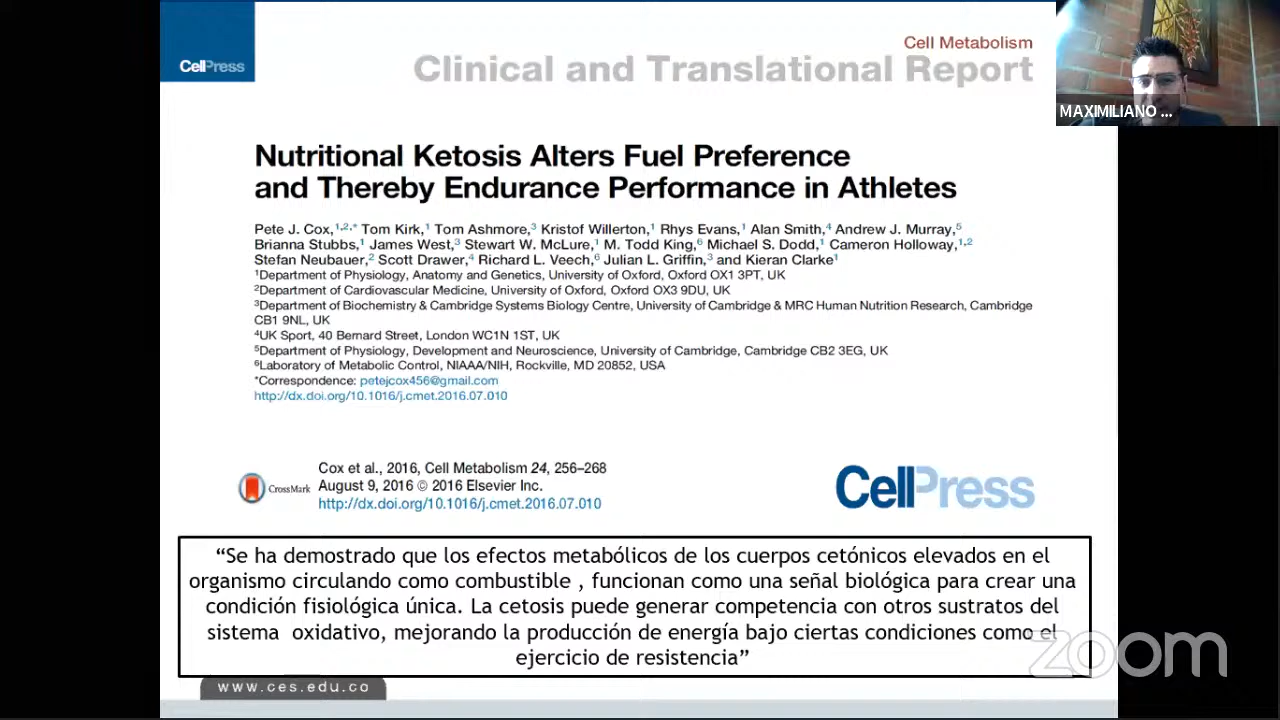 CellPress
Cell Metabolism
Clinical and Translational Report
MAXIMILIANO ...
Nutritional Ketosis Alters Fuel Preference
and Thereby Endurance Performance in Athletes
Pete J. Cox,1,2,* Tom Kirk,1 Tom Ashmore,3 Kristof Willerton,1 Rhys Evans,1 Alan Smith,4 Andrew J. Murray,5
Brianna Stubbs,1 James West,3 Stewart W. McLure,1 M. Todd King,6 Michael S. Dodd,1 Cameron Holloway,1,2
Stefan Neubauer,2 Scott Drawer,4 Richard L. Veech,6 Julian L. Griffin,3 and Kieran Clarke1
1Department of Physiology, Anatomy and Genetics, University of Oxford, Oxford OX1 3PT, UK
2Department of Cardiovascular Medicine, University of Oxford, Oxford OX3 9DU, UK
3Department of Biochemistry & Cambridge Systems Biology Centre, University of Cambridge & MRC Human Nutrition Research, Cambridge
CB1 9NL, UK
4UK Sport, 40 Bernard Street, London WC1N 1ST, UK
5Department of Physiology, Development and Neuroscience, University of Cambridge, Cambridge CB2 3EG, UK
6Laboratory of Metabolic Control, NIAAA/NIH, Rockville, MD 20852, USA
*Correspondence: petejcox456@gmail.com
http://dx.doi.org/10.1016/j.cmet.2016.07.010
CrossMark
Cox et al., 2016, Cell Metabolism 24, 256–268
August 9, 2016 © 2016 Elsevier Inc.
http://dx.doi.org/10.1016/j.cmet.2016.07.010
CellPress
“Se ha demostrado que los efectos metabólicos de los cuerpos cetónicos elevados en el
organismo circulando como combustible , funcionan como una señal biológica para crear una
condición fisiológica única. La cetosis puede generar competencia con otros sustratos del
sistema oxidativo, mejorando la producción de energía bajo ciertas condiciones como el
ejercicio de resistencia”
zoom
www.ces.edu.co